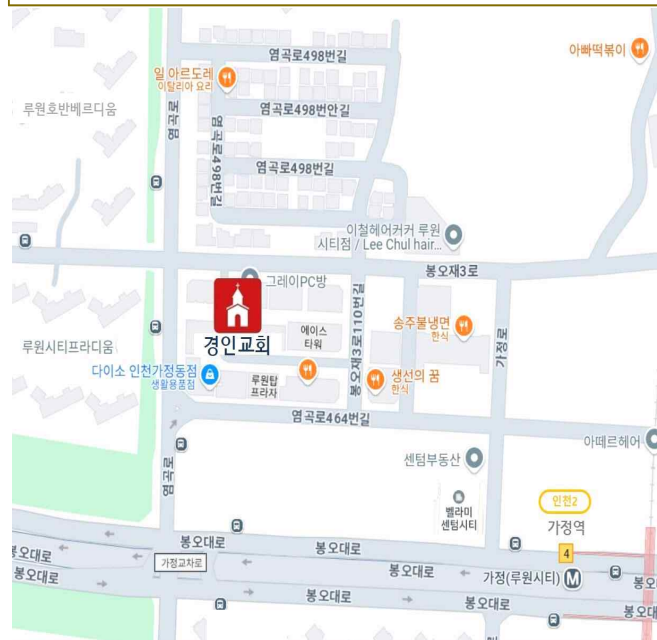 염곡로498번길
아빠떡볶이
일 아르도레
이탈리아 요리
루원호반베르디움
염곡로
염곡로498번안길
염곡로498번길
염곡로498번길
이철헤어커커 루원
시티점 / Lee Chul hair...
봉오재3로
그레이PC방
경인교회
에이스
타워
봉오재3로110번길
송주불냉면
한식
가정로
루원시티프라디움
다이소 인천가정동점
생활용품점
루원탑
프라자
생선의 꿈
한식
염곡로464번길
아떼르헤어
센텀부동산
염곡로
벨라미
센텀시티
인천2
가정역
4
봉오대로
봉오대로
봉오대로
가정교차로
봉오대로
가정(루원시티)
M
봉오대
봉오대로
봉오대로
봉오대로
봉오대